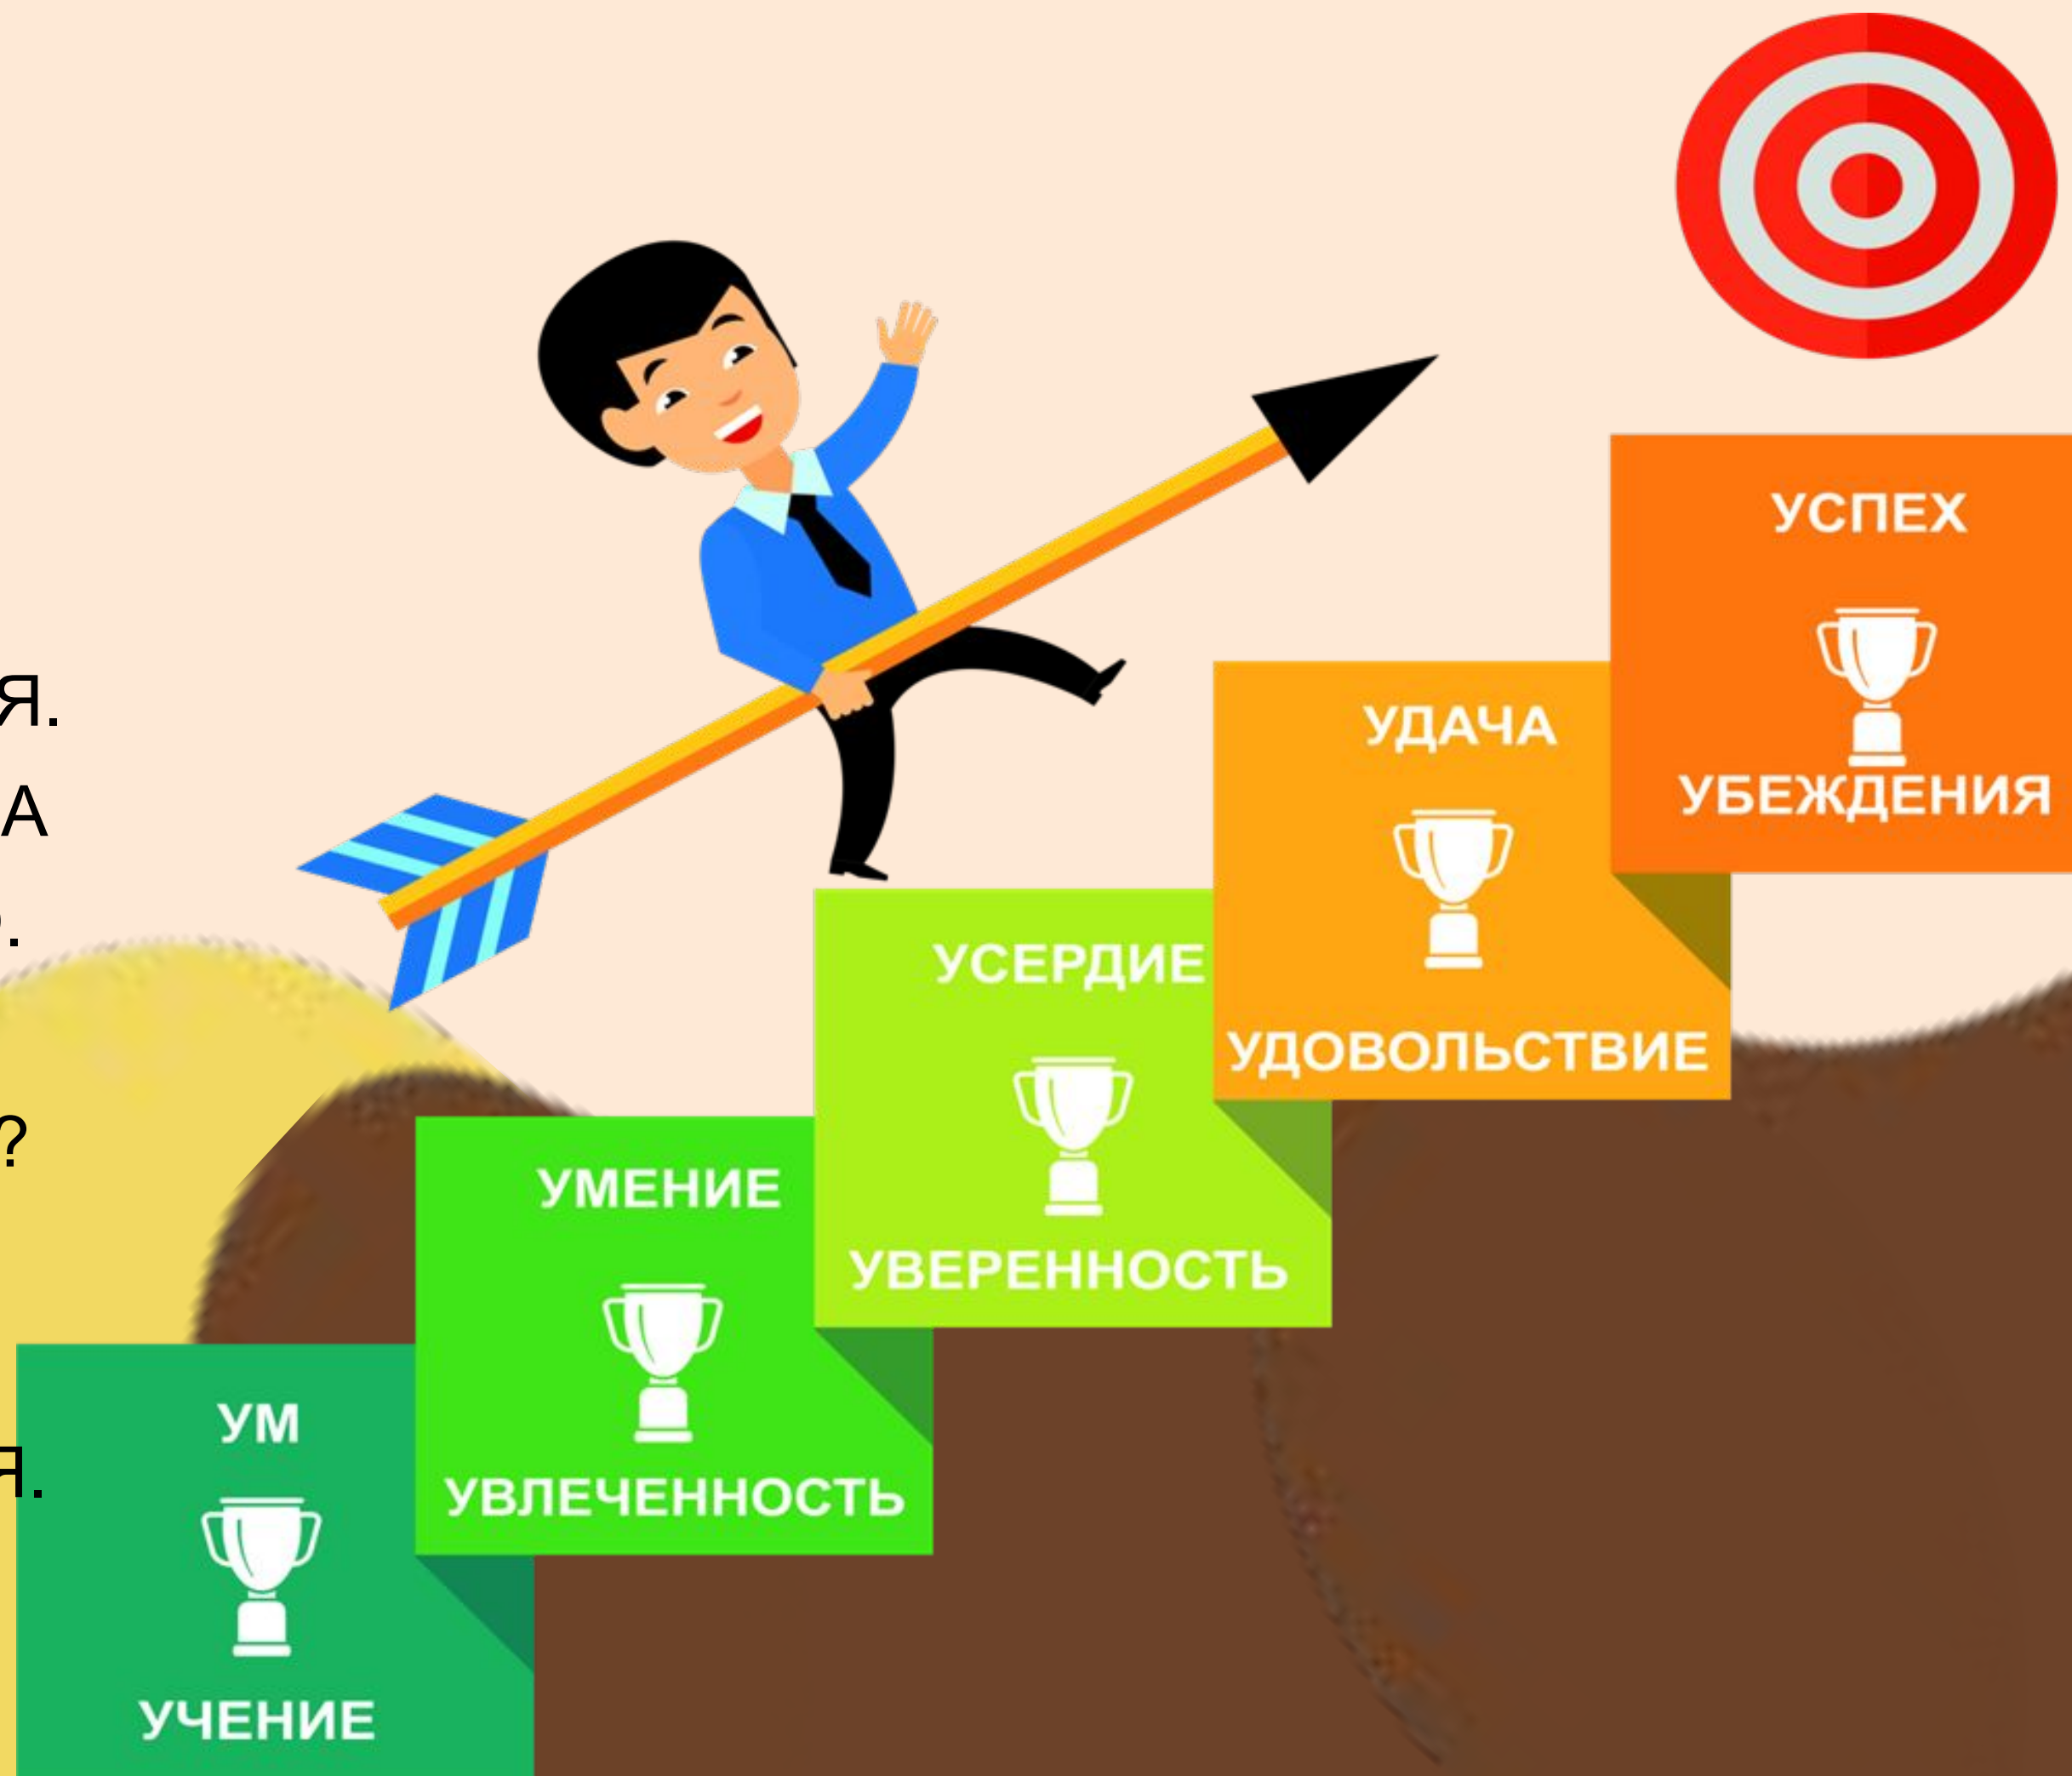 Я.
А
?
УСПЕХ
УБЕЖДЕНИЯ
УДАЧА
УДОВОЛЬСТВИЕ
УСЕРДИЕ
УВЕРЕННОСТЬ
УМЕНИЕ
УВЛЕЧЕННОСТЬ
УМ
УЧЕНИЕ